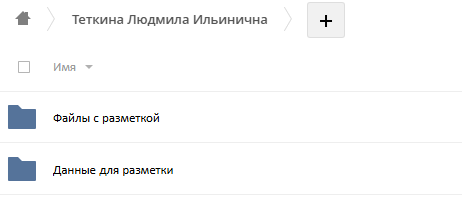 Теткина Людмила Ильинична +
Имя
Файлы с разметкой
Данные для разметки